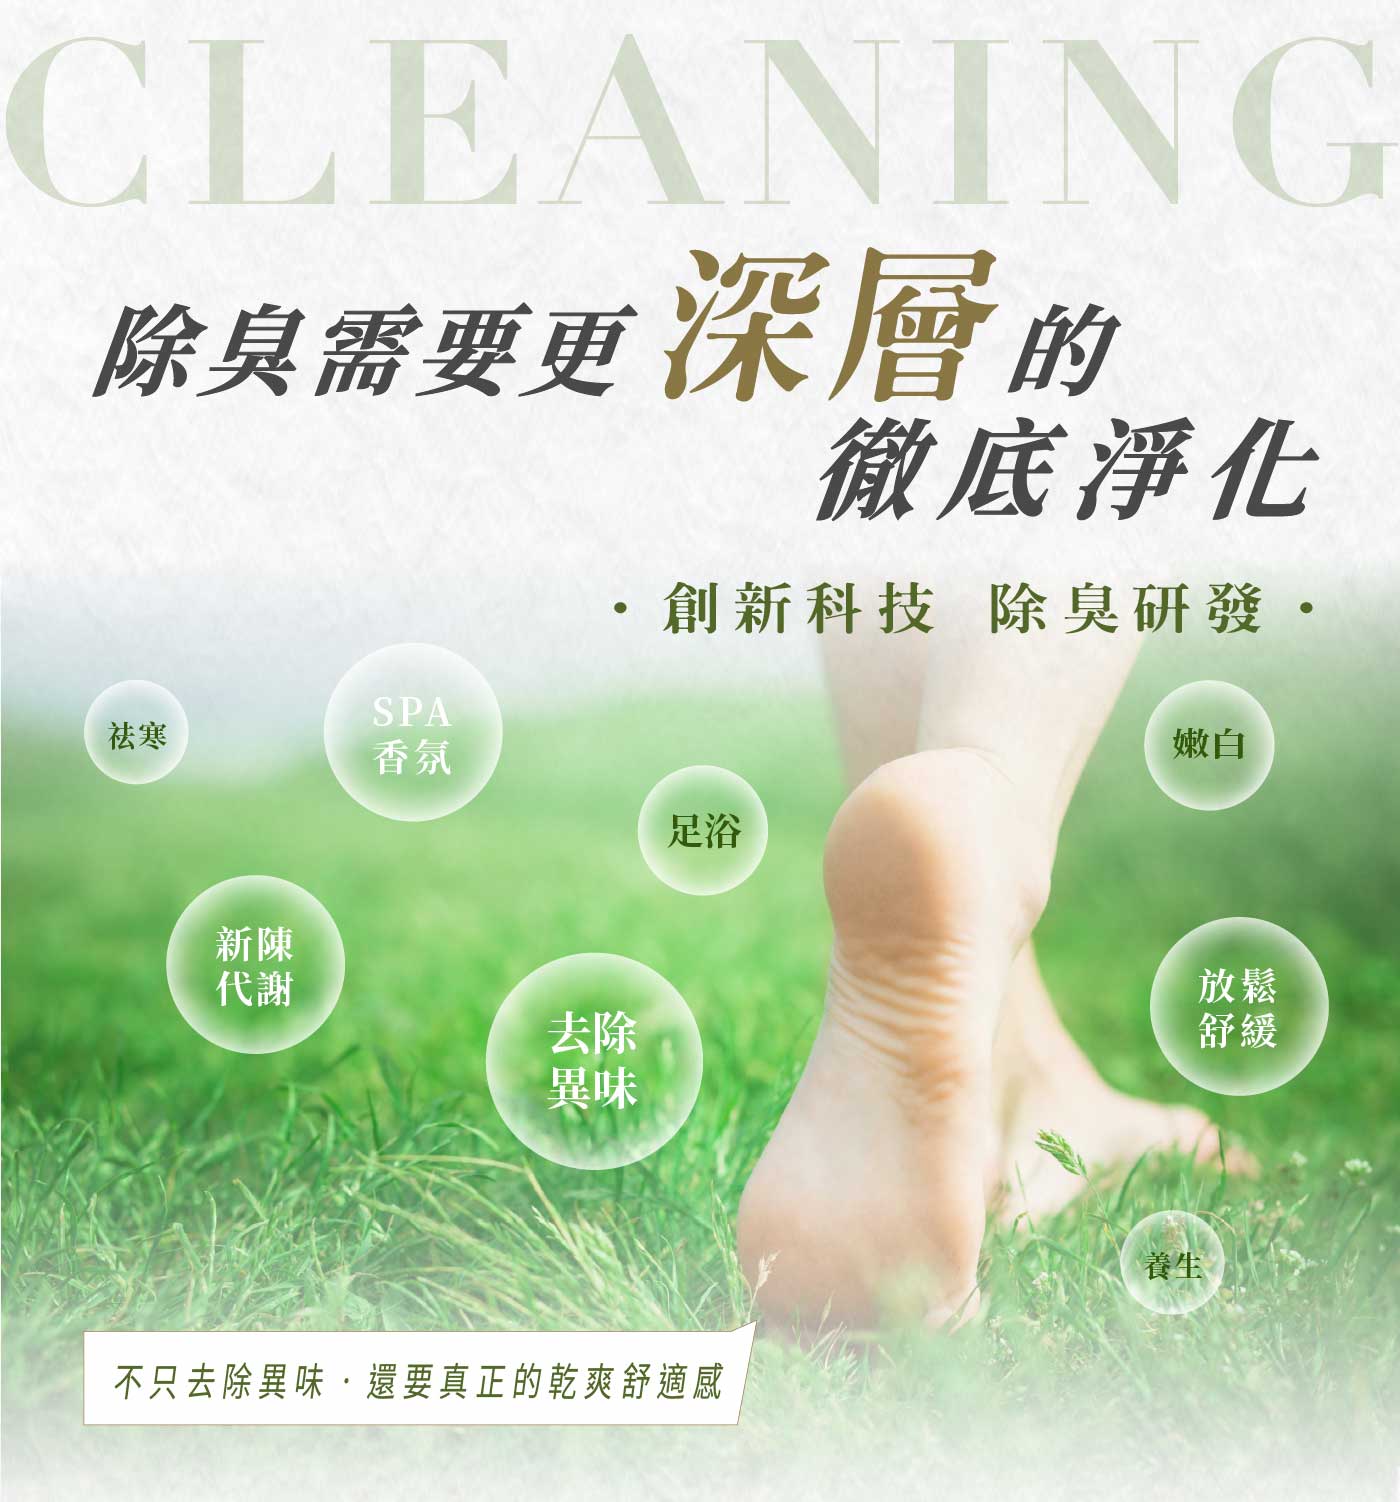 CLEANING
除臭需要更深層的
徹底淨化
・創新科技 除臭研發・
祛寒
SPA
香氛
足浴
嫩白
新陳
代謝
去除
異味
放鬆
舒緩
養生
不只去除異味・還要真正的乾爽舒適感